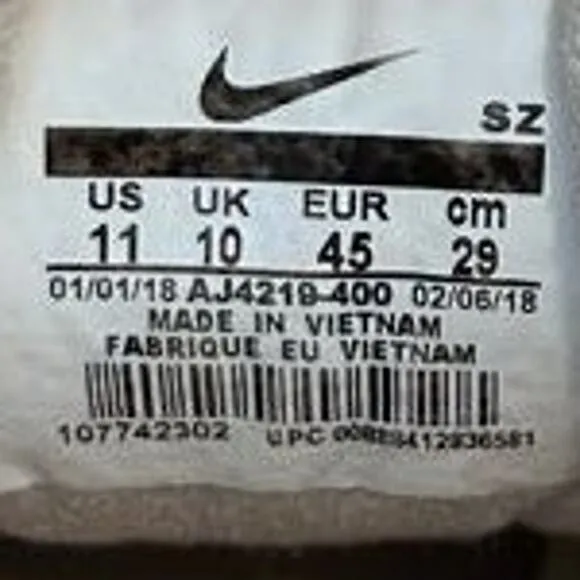 SZ
US UK EUR cm
11 10 45 29
01/01/18 AJ4219-400 02/06/18
MADE IN VIETNAM
FABRIQUE EU VIETNAM
107742302 UPC